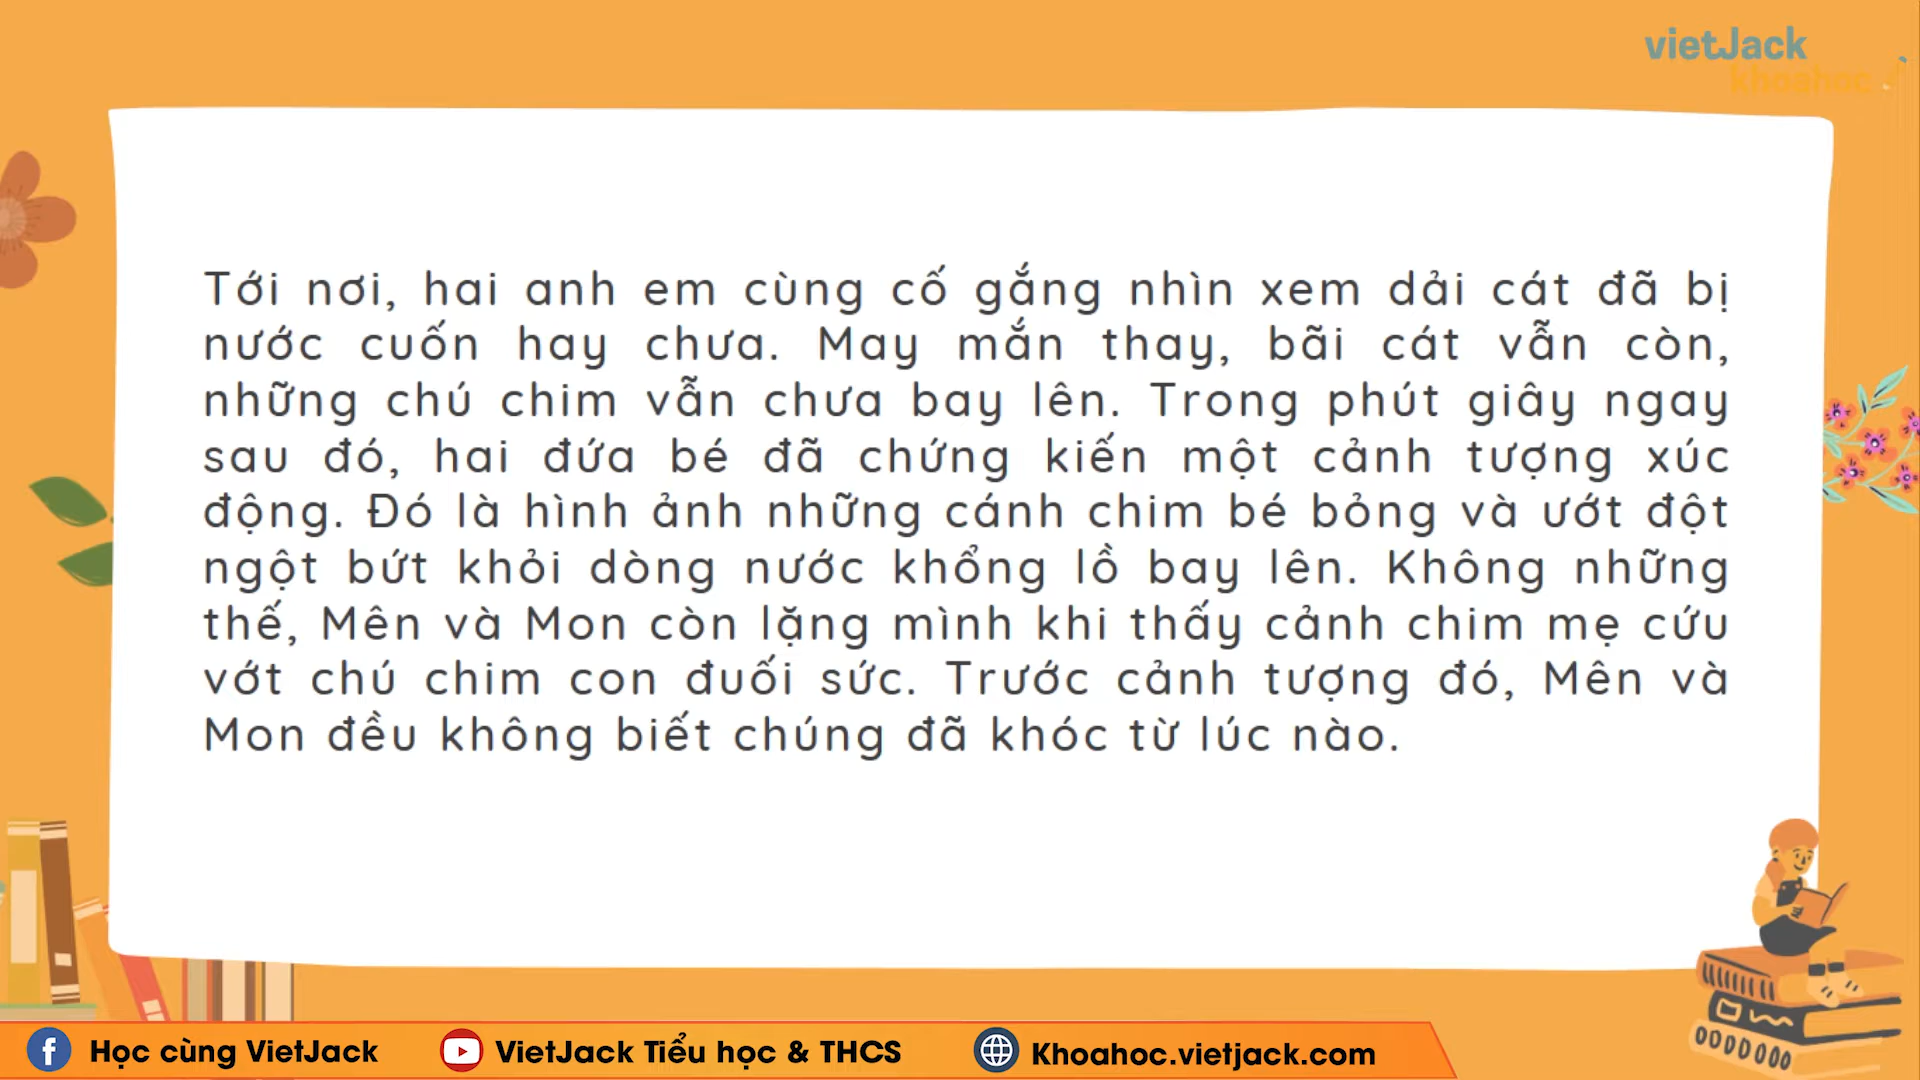 vietJack
khoahoc
Tới nơi, hai anh em cùng cố gắng nhìn xem dải cát đã bị
nước cuốn hay chưa. May mắn thay, bãi cát vẫn còn,
những chú chim vẫn chưa bay lên. Trong phút giây ngay
sau đó, hai đứa bé đã chứng kiến một cảnh tượng xúc
động. Đó là hình ảnh những cánh chim bé bỏng và ướt đột
ngột bứt khỏi dòng nước khổng lồ bay lên. Không những
thế, Mên và Mon còn lặng mình khi thấy cảnh chim mẹ cứu
vớt chú chim con đuối sức. Trước cảnh tượng đó, Mên và
Mon đều không biết chúng đã khóc từ lúc nào.
Học cùng VietJack
VietJack Tiểu học & THCS
Khoahoc.vietjack.com